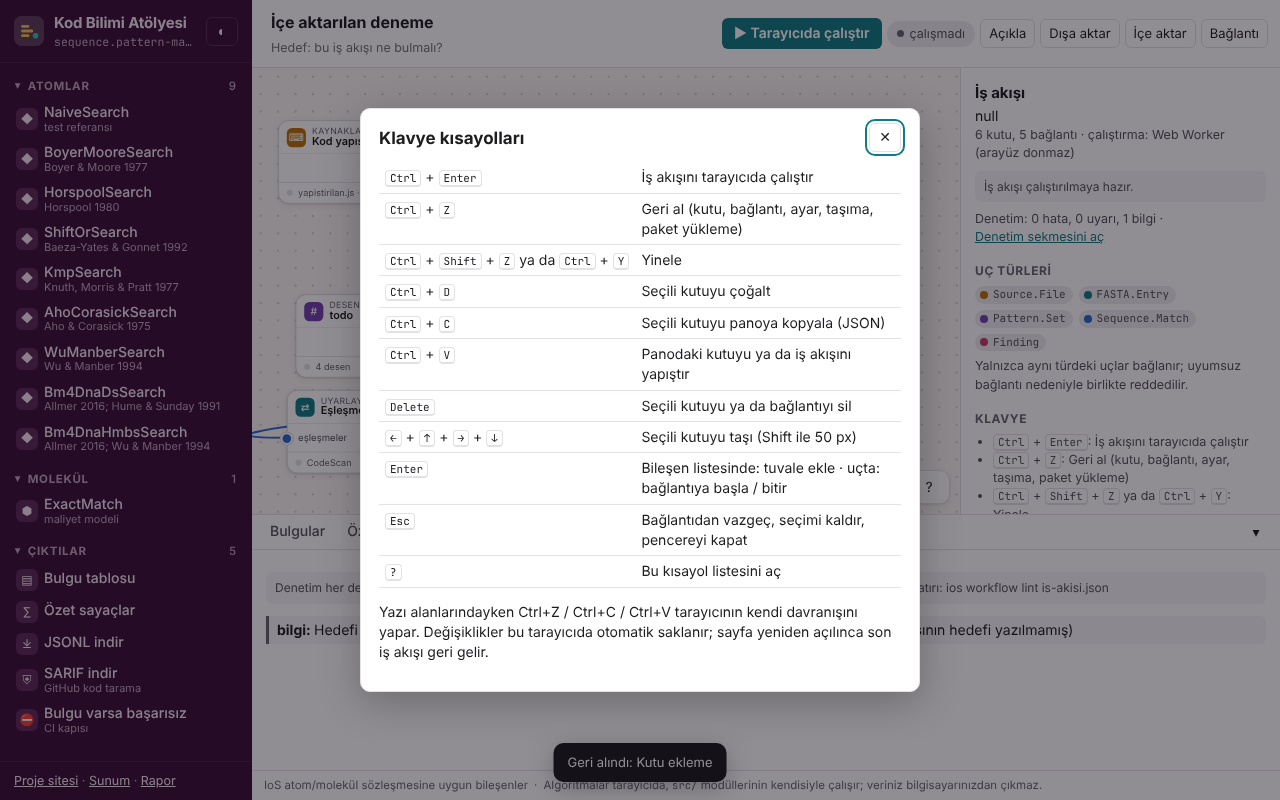 Kod Bilimi Atölyesi
sequence.pattern-ma…
ATOMLAR 9
NaiveSearch
test referansı
BoyerMooreSearch
Boyer & Moore 1977
HorspoolSearch
Horspool 1980
ShiftOrSearch
Baeza-Yates & Gonnet 1992
KmpSearch
Knuth, Morris & Pratt 1977
AhoCorasickSearch
Aho & Corasick 1975
WuManberSearch
Wu & Manber 1994
Bm4DnaDsSearch
Allmer 2016; Hume & Sunday 1991
Bm4DnaHmbsSearch
Allmer 2016; Wu & Manber 1994
MOLEKÜL 1
ExactMatch
maliyet modeli
ÇIKTILAR 5
Bulgu tablosu
Özet sayaçlar
JSONL indir
SARIF indir
GitHub kod tarama
Bulgu varsa başarısız
CI kapısı
Proje sitesi · Sunum · Rapor
İçe aktarılan deneme
Hedef: bu iş akışı ne bulmalı?
▶ Tarayıcıda çalıştır
çalışmadı
Açıkla
Dışa aktar
İçe aktar
Bağlantı
KAYNAKLA
Kod yapış
yapistirilan.js ·
DESEN
todo
4 desen
UYARLAY
Eşleşme
eşleşmeler
CodeScan
?
Klavye kısayolları
✕
Ctrl + Enter İş akışını tarayıcıda çalıştır
Ctrl + Z Geri al (kutu, bağlantı, ayar, taşıma,
paket yükleme)
Ctrl + Shift + Z ya da Ctrl + Y Yinele
Ctrl + D Seçili kutuyu çoğalt
Ctrl + C Seçili kutuyu panoya kopyala (JSON)
Ctrl + V Panodaki kutuyu ya da iş akışını
yapıştır
Delete Seçili kutuyu ya da bağlantıyı sil
← + ↑ + → + ↓ Seçili kutuyu taşı (Shift ile 50 px)
Enter Bileşen listesinde: tuvale ekle · uçta:
bağlantıya başla / bitir
Esc Bağlantıdan vazgeç, seçimi kaldır,
pencereyi kapat
? Bu kısayol listesini aç
Yazı alanlarındayken Ctrl+Z / Ctrl+C / Ctrl+V tarayıcının kendi davranışını
yapar. Değişiklikler bu tarayıcıda otomatik saklanır; sayfa yeniden açılınca son
iş akışı geri gelir.
İş akışı
null
6 kutu, 5 bağlantı · çalıştırma: Web Worker
(arayüz donmaz)
İş akışı çalıştırılmaya hazır.
Denetim: 0 hata, 0 uyarı, 1 bilgi ·
Denetim sekmesini aç
UÇ TÜRLERİ
Source.File FASTA.Entry
Pattern.Set Sequence.Match
Finding
Yalnızca aynı türdeki uçlar bağlanır; uyumsuz
bağlantı nedeniyle birlikte reddedilir.
KLAVYE
Ctrl + Enter: İş akışını tarayıcıda çalıştır
Ctrl + Z: Geri al (kutu, bağlantı, ayar,
taşıma, paket yükleme)
Ctrl + Shift + Z ya da Ctrl + Y:
Yinele
Bulgular Öz
▼
Denetim her de atırı: ios workflow lint is-akisi.json
bilgi: Hedefi ının hedefi yazılmamış)
Geri alındı: Kutu ekleme
IoS atom/molekül sözleşmesine uygun bileşenler · Algoritmalar tarayıcıda, src/ modüllerinin kendisiyle çalışır; veriniz bilgisayarınızdan çıkmaz.